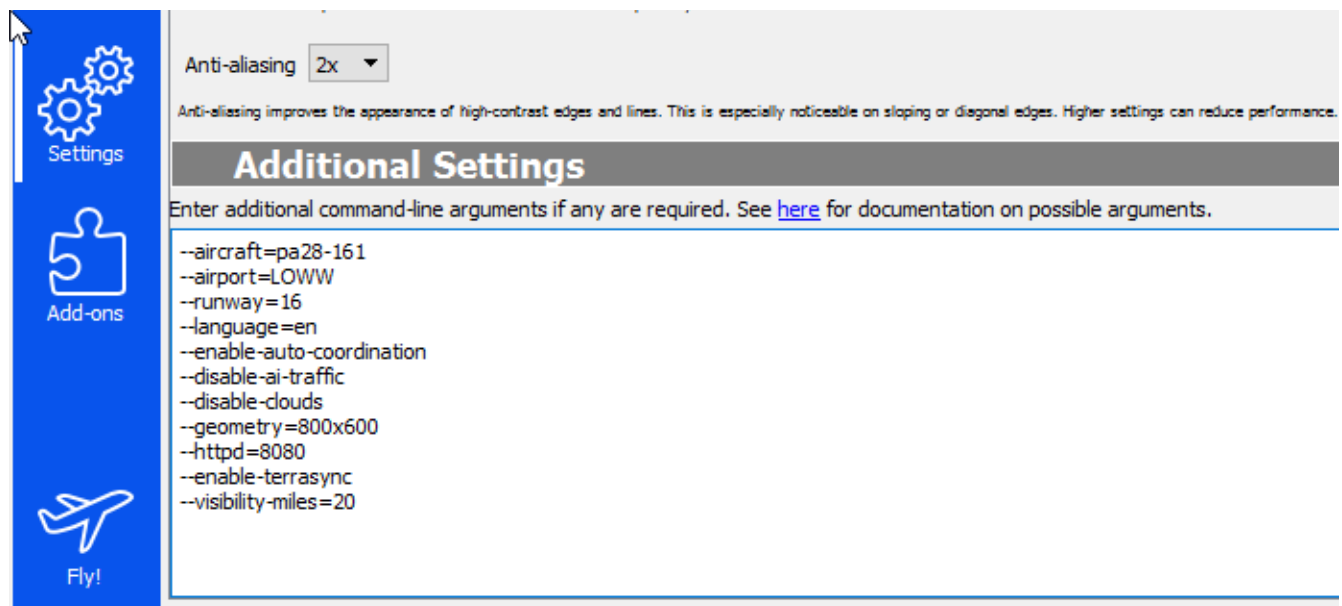 Anti-aliasing 2x
Anti-aliasing improves the appearance of high-contrast edges and lines. This is especially noticeable on sloping or diagonal edges. Higher settings can reduce performance.
Settings
Additional Settings
Enter additional command-line arguments if any are required. See here for documentation on possible arguments.
--aircraft=pa28-161
--airport=LOWW
--runway=16
--language=en
--enable-auto-coordination
--disable-ai-traffic
--disable-clouds
--geometry=800x600
--httpd=8080
--enable-terrasync
--visibility-miles=20
Add-ons
Fly!